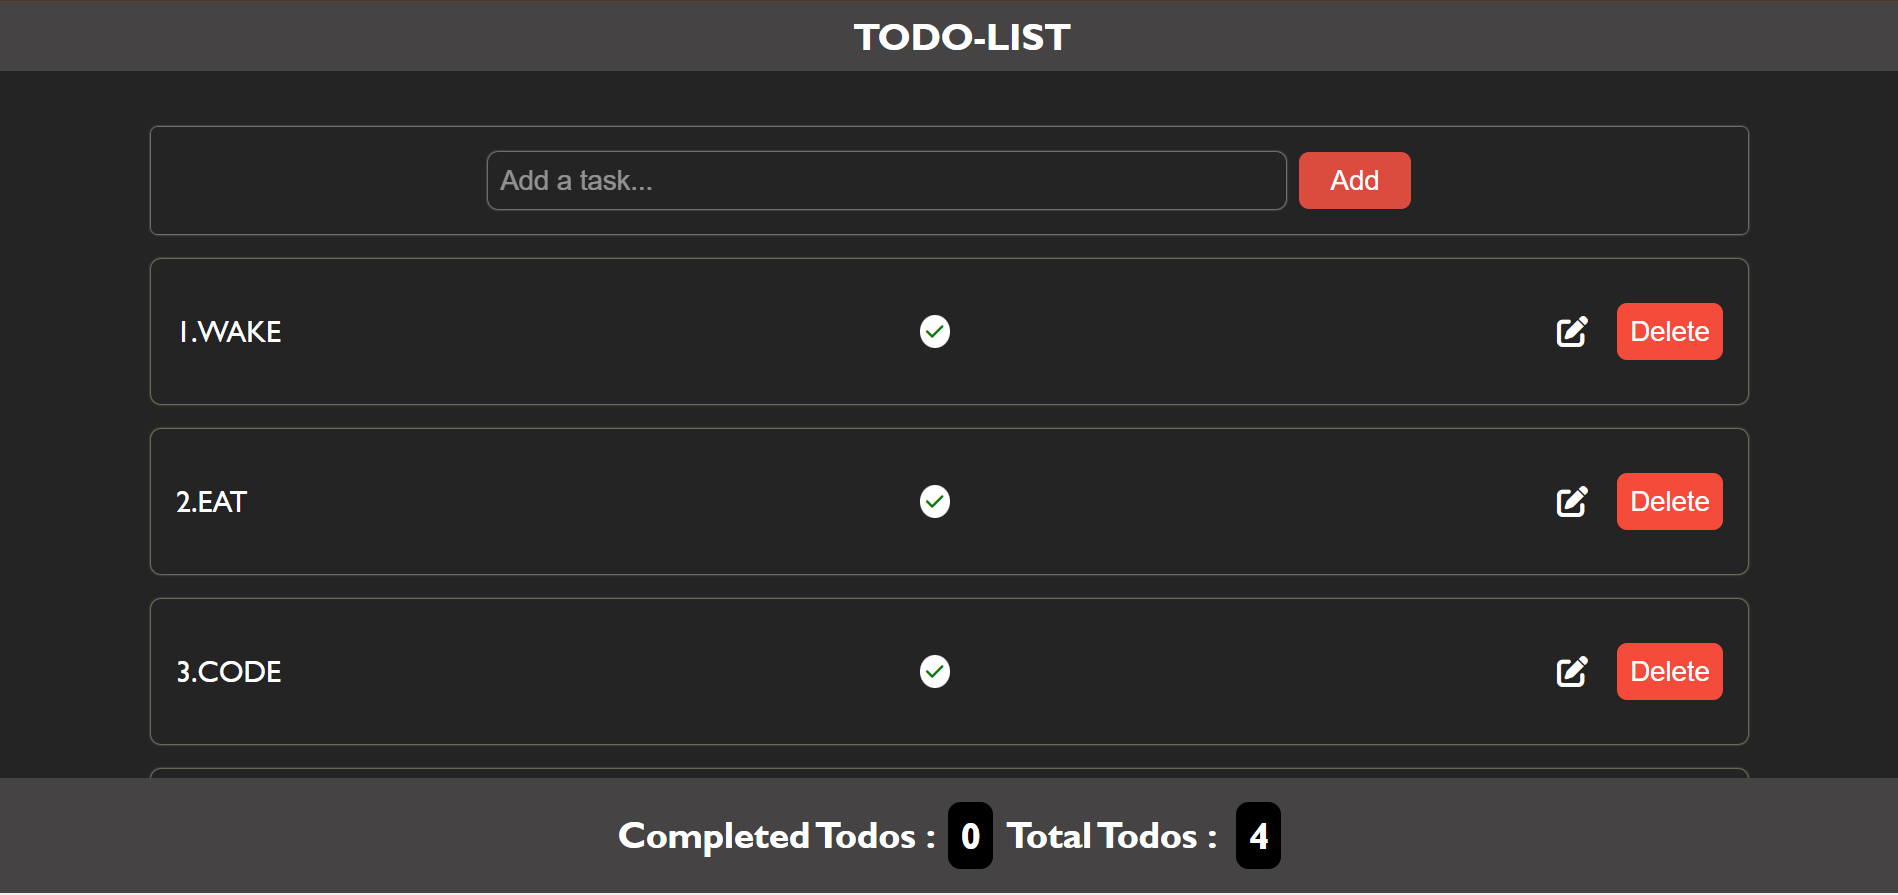 TODO-LIST
Add a task... Add
1.WAKE Delete
2.EAT Delete
3.CODE Delete
Completed Todos : 0 Total Todos : 4